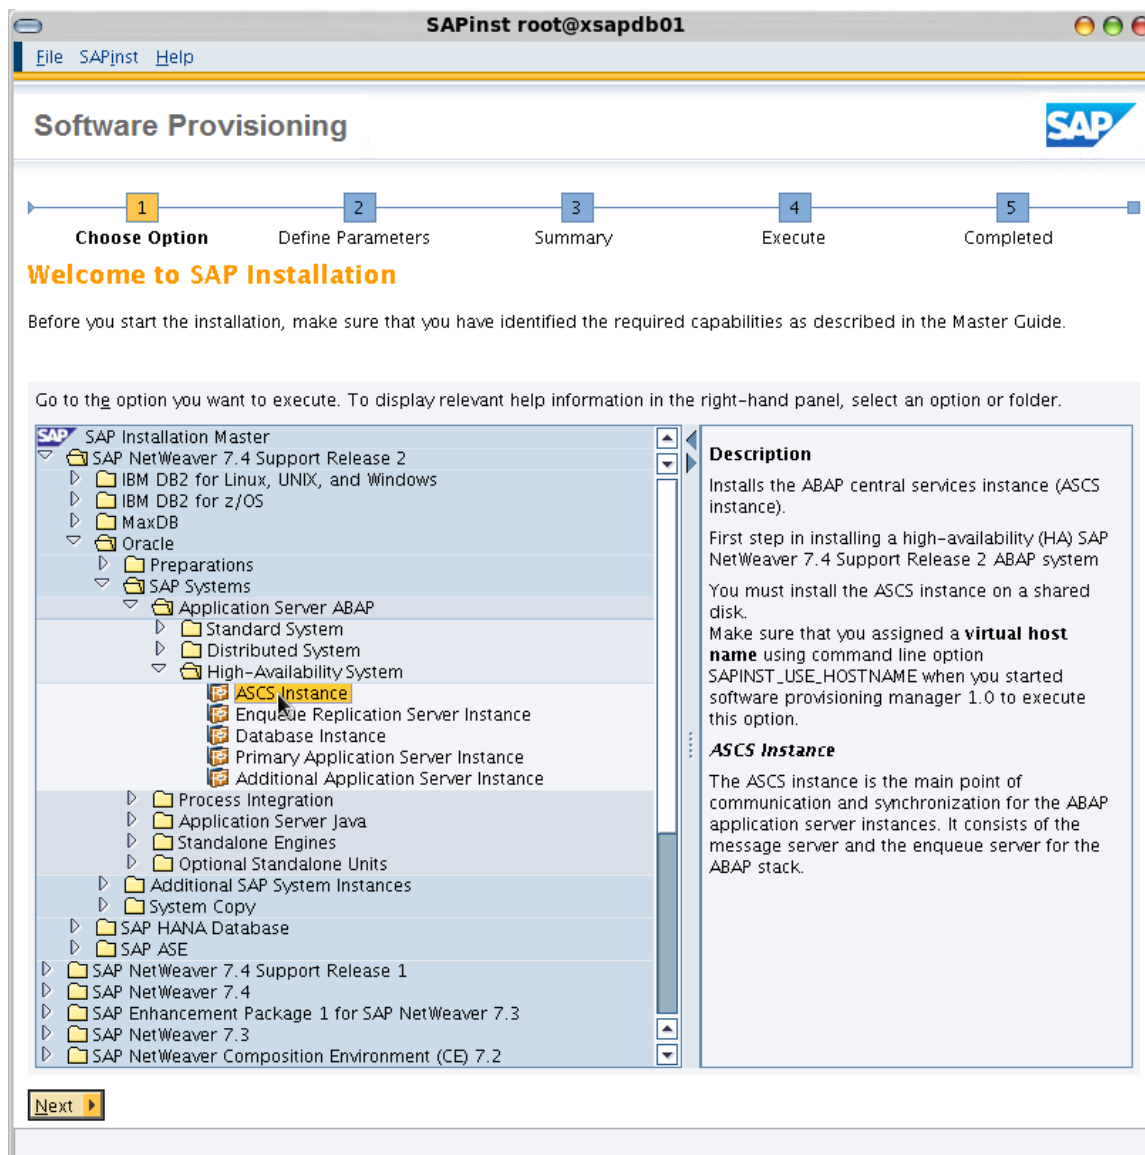 SAPinst root@xsapdb01
File SAPinst Help
Software Provisioning
SAP
1 2 3 4 5
Choose Option Define Parameters Summary Execute Completed
Welcome to SAP Installation
Before you start the installation, make sure that you have identified the required capabilities as described in the Master Guide.
Go to the option you want to execute. To display relevant help information in the right-hand panel, select an option or folder.
SAP SAP Installation Master
SAP NetWeaver 7.4 Support Release 2
IBM DB2 for Linux, UNIX, and Windows
IBM DB2 for z/OS
MaxDB
Oracle
Preparations
SAP Systems
Application Server ABAP
Standard System
Distributed System
High-Availability System
ASCS Instance
Enqueue Replication Server Instance
Database Instance
Primary Application Server Instance
Additional Application Server Instance
Process Integration
Application Server Java
Standalone Engines
Optional Standalone Units
Additional SAP System Instances
System Copy
SAP HANA Database
SAP ASE
SAP NetWeaver 7.4 Support Release 1
SAP NetWeaver 7.4
SAP Enhancement Package 1 for SAP NetWeaver 7.3
SAP NetWeaver 7.3
SAP NetWeaver Composition Environment (CE) 7.2
Description
Installs the ABAP central services instance (ASCS
instance).
First step in installing a high-availability (HA) SAP
NetWeaver 7.4 Support Release 2 ABAP system
You must install the ASCS instance on a shared
disk.
Make sure that you assigned a virtual host
name using command line option
SAPINST_USE_HOSTNAME when you started
software provisioning manager 1.0 to execute
this option.
ASCS Instance
The ASCS instance is the main point of
communication and synchronization for the ABAP
application server instances. It consists of the
message server and the enqueue server for the
ABAP stack.
Next